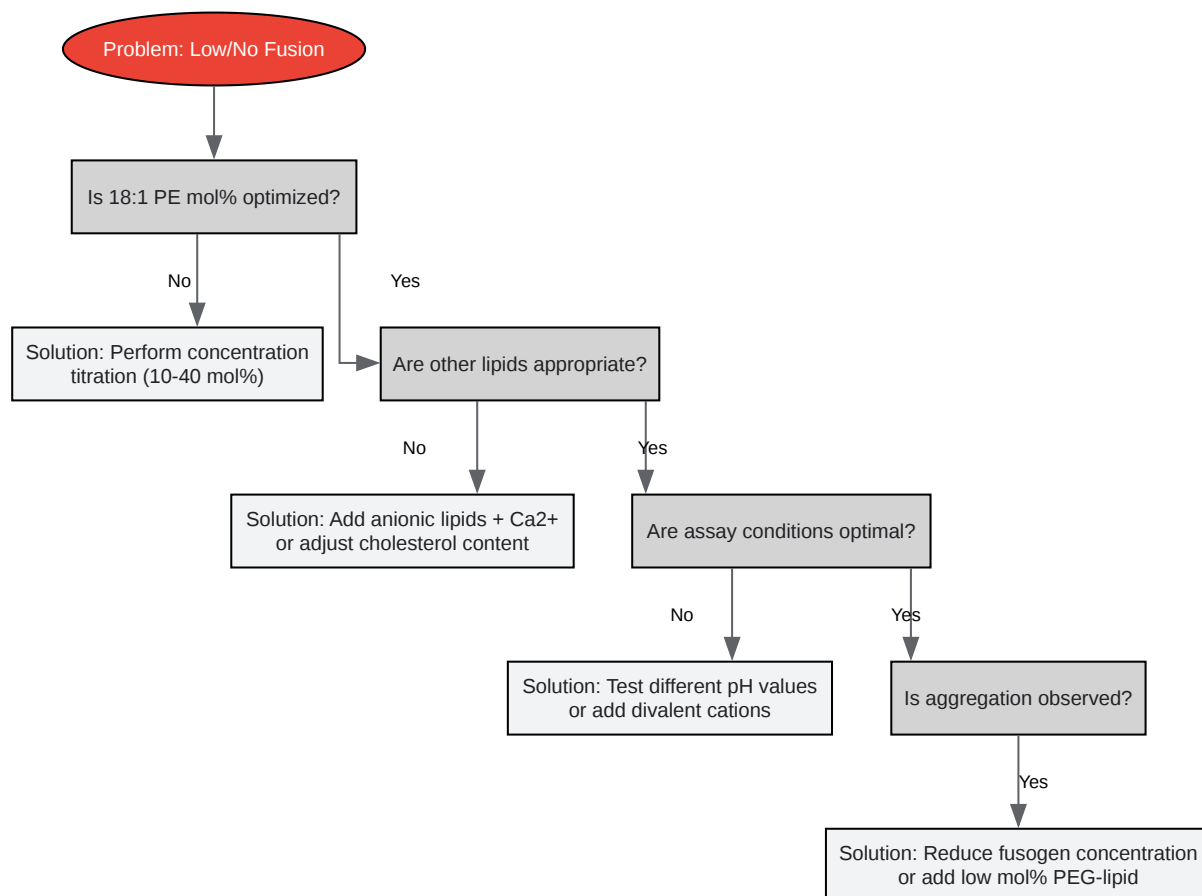 Problem: Low/No Fusion
Is 18:1 PE mol% optimized?
No
Yes
Solution: Perform concentration
titration (10-40 mol%)
Are other lipids appropriate?
No
Yes
Solution: Add anionic lipids + Ca2+
or adjust cholesterol content
Are assay conditions optimal?
No
Yes
Solution: Test different pH values
or add divalent cations
Is aggregation observed?
Yes
Solution: Reduce fusogen concentration
or add low mol% PEG-lipid